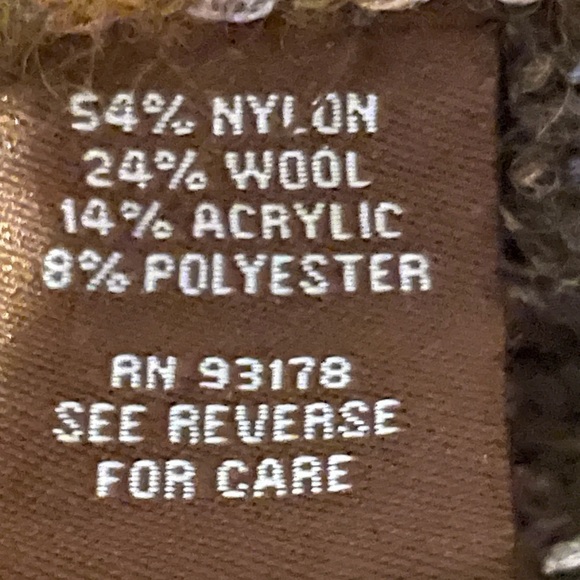 54% NYLON
24% WOOL
14% ACRYLIC
8% POLYESTER
RN 93178
SEE REVERSE
FOR CARE